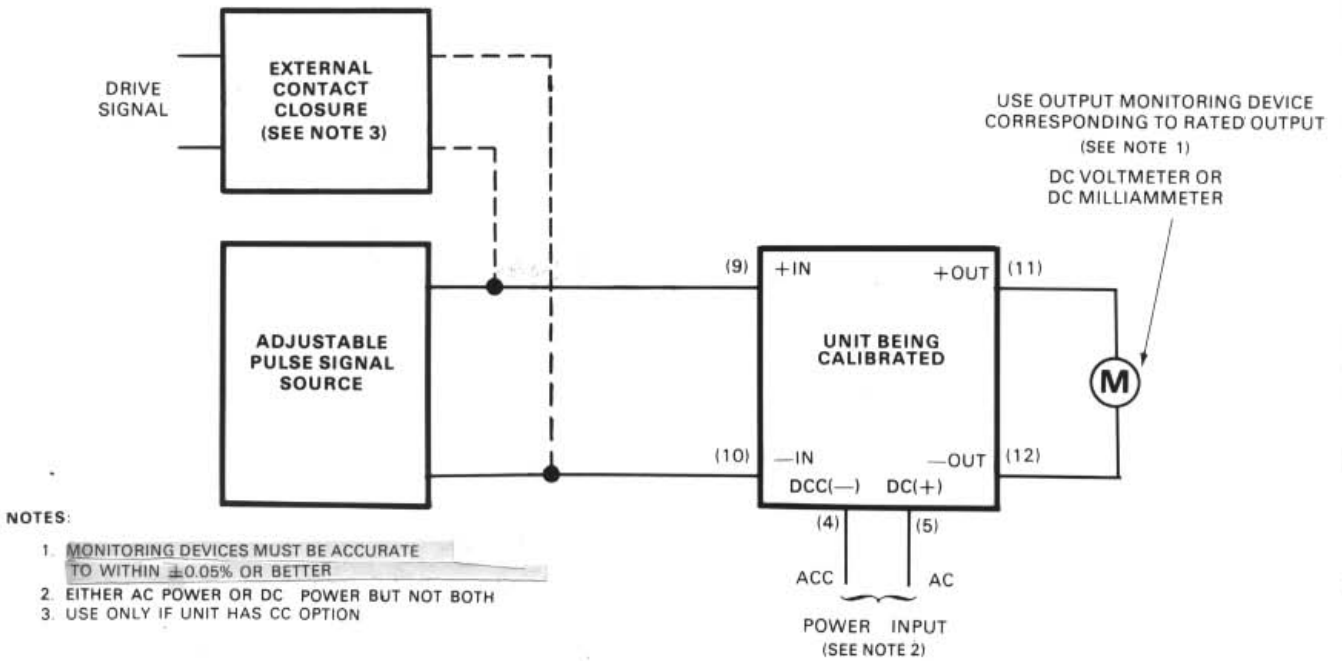 EXTERNAL
CONTACT
CLOSURE
(SEE NOTE 3)
DRIVE
SIGNAL
USE OUTPUT MONITORING DEVICE
CORRESPONDING TO RATED OUTPUT
(SEE NOTE 1)
DC VOLTMETER OR
DC MILLIAMMETER
ADJUSTABLE
PULSE SIGNAL
SOURCE
(9) +IN
+OUT (11)
UNIT BEING
CALIBRATED
M
(10) —IN
—OUT (12)
DCC(—) DC(+)
(4) (5)
ACC AC
POWER INPUT
(SEE NOTE 2)
NOTES:
1. MONITORING DEVICES MUST BE ACCURATE
TO WITHIN ±0.05% OR BETTER
2. EITHER AC POWER OR DC POWER BUT NOT BOTH
3. USE ONLY IF UNIT HAS CC OPTION